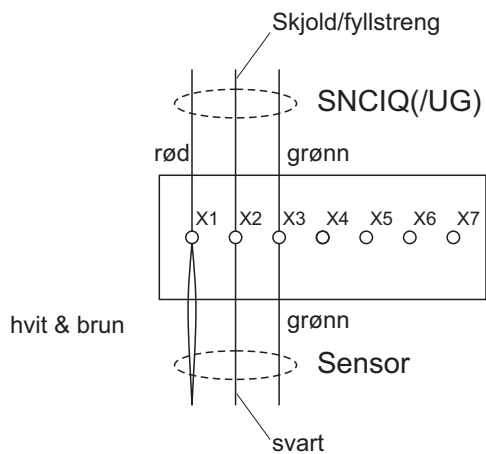 Skjold/fyllstreng
SNCIQ(/UG)
rød grønn
X1 X2 X3 X4 X5 X6 X7
hvit & brun
grønn
Sensor
svart